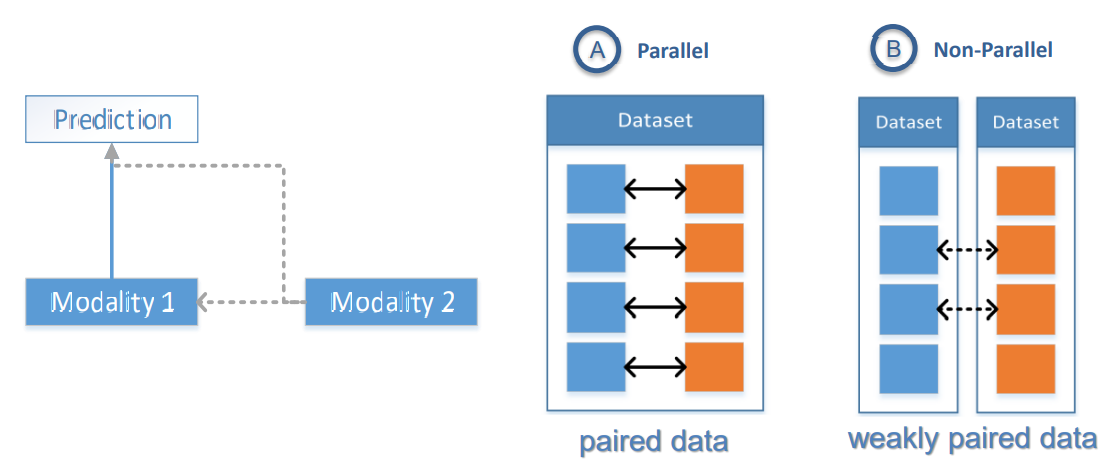 Prediction
Modality 1
Modality 2
A Parallel
Dataset
paired data
B Non-Parallel
Dataset Dataset
weakly paired data